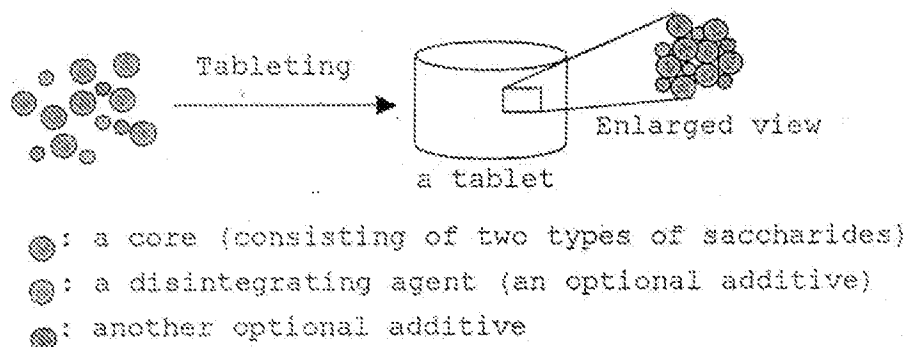 Tableting
Enlarged view
a tablet
: a core (consisting of two types of saccharides)
: a disintegrating agent (an optional additive)
: another optional additive